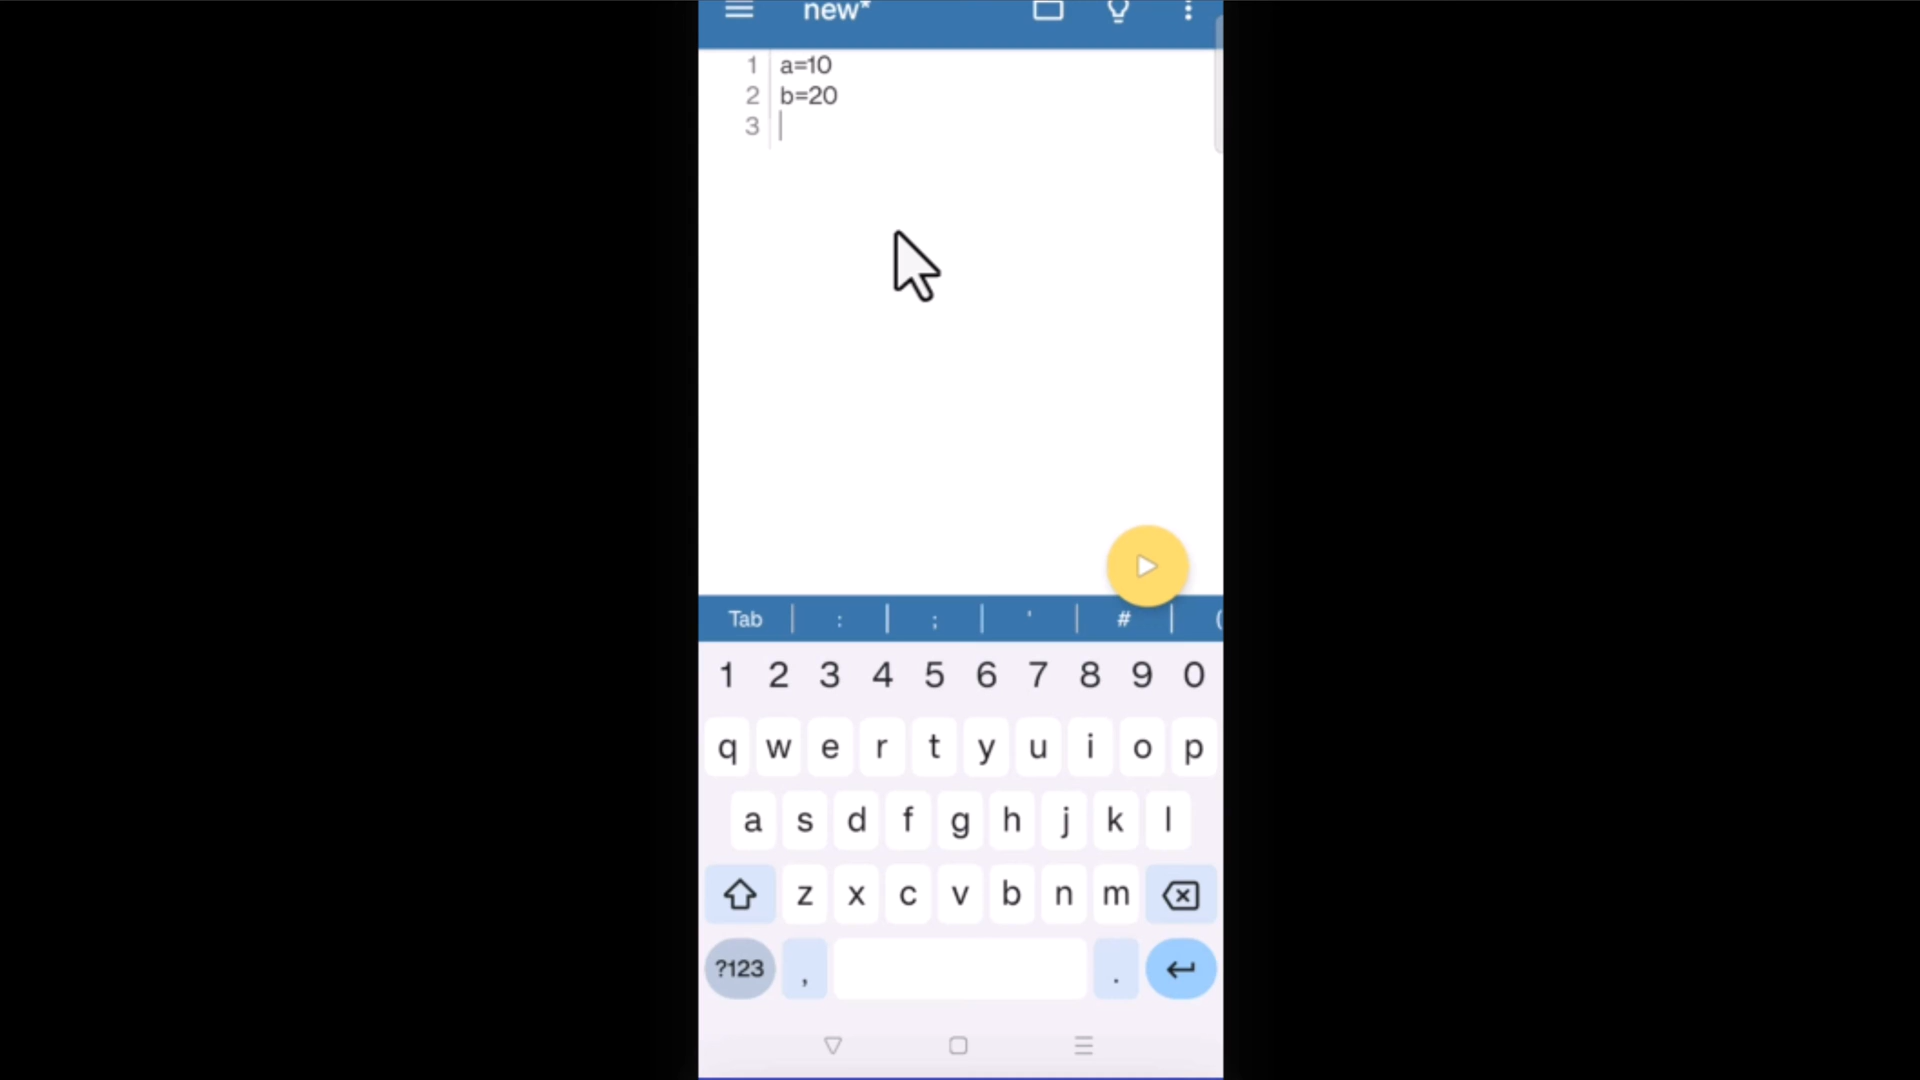 new*
1 a=10
2 b=20
3
Tab : ; ' # (
1 2 3 4 5 6 7 8 9 0
q w e r t y u i o p
a s d f g h j k l
z x c v b n m
?123 , .